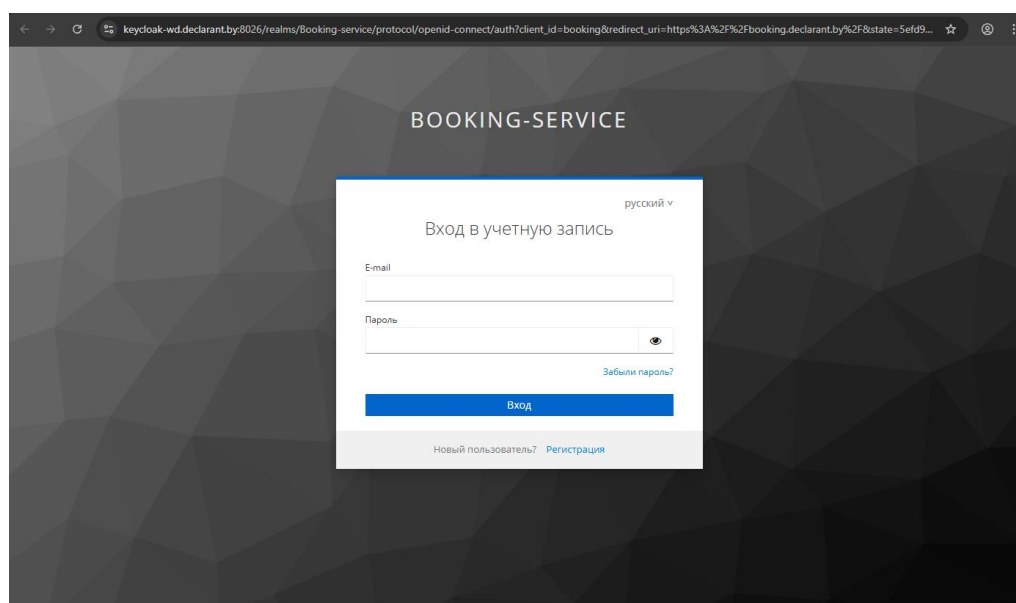 keycloak-wd.declarant.by:8026/realms/Booking-service/protocol/openid-connect/auth?client_id=booking&redirect_uri=https%3A%2F%2Fbooking.declarant.by%2F&state=5efd9...
BOOKING-SERVICE
русский
Вход в учетную запись
E-mail
Пароль
Забыли пароль?
Вход
Новый пользователь? Регистрация